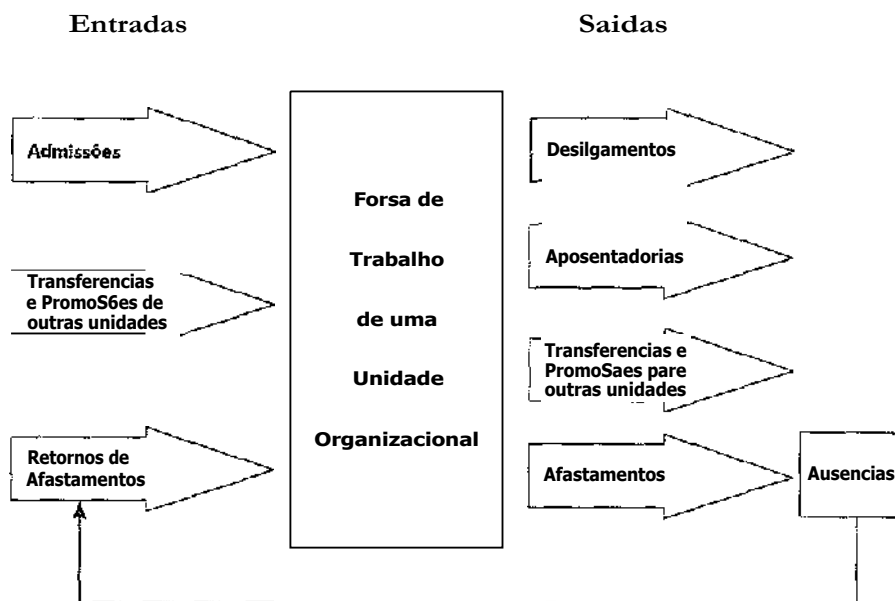 Entradas
Saidas
Admissões
Transferencias
e PromoS6es de
outras unidades
Retornos de
Afastamentos
Forsa de
Trabalho
de uma
Unidade
Organizacional
Desilgamentos
Aposentadorias
Transferencias e
PromoSaes pare
outras unidades
Afastamentos
Ausencias